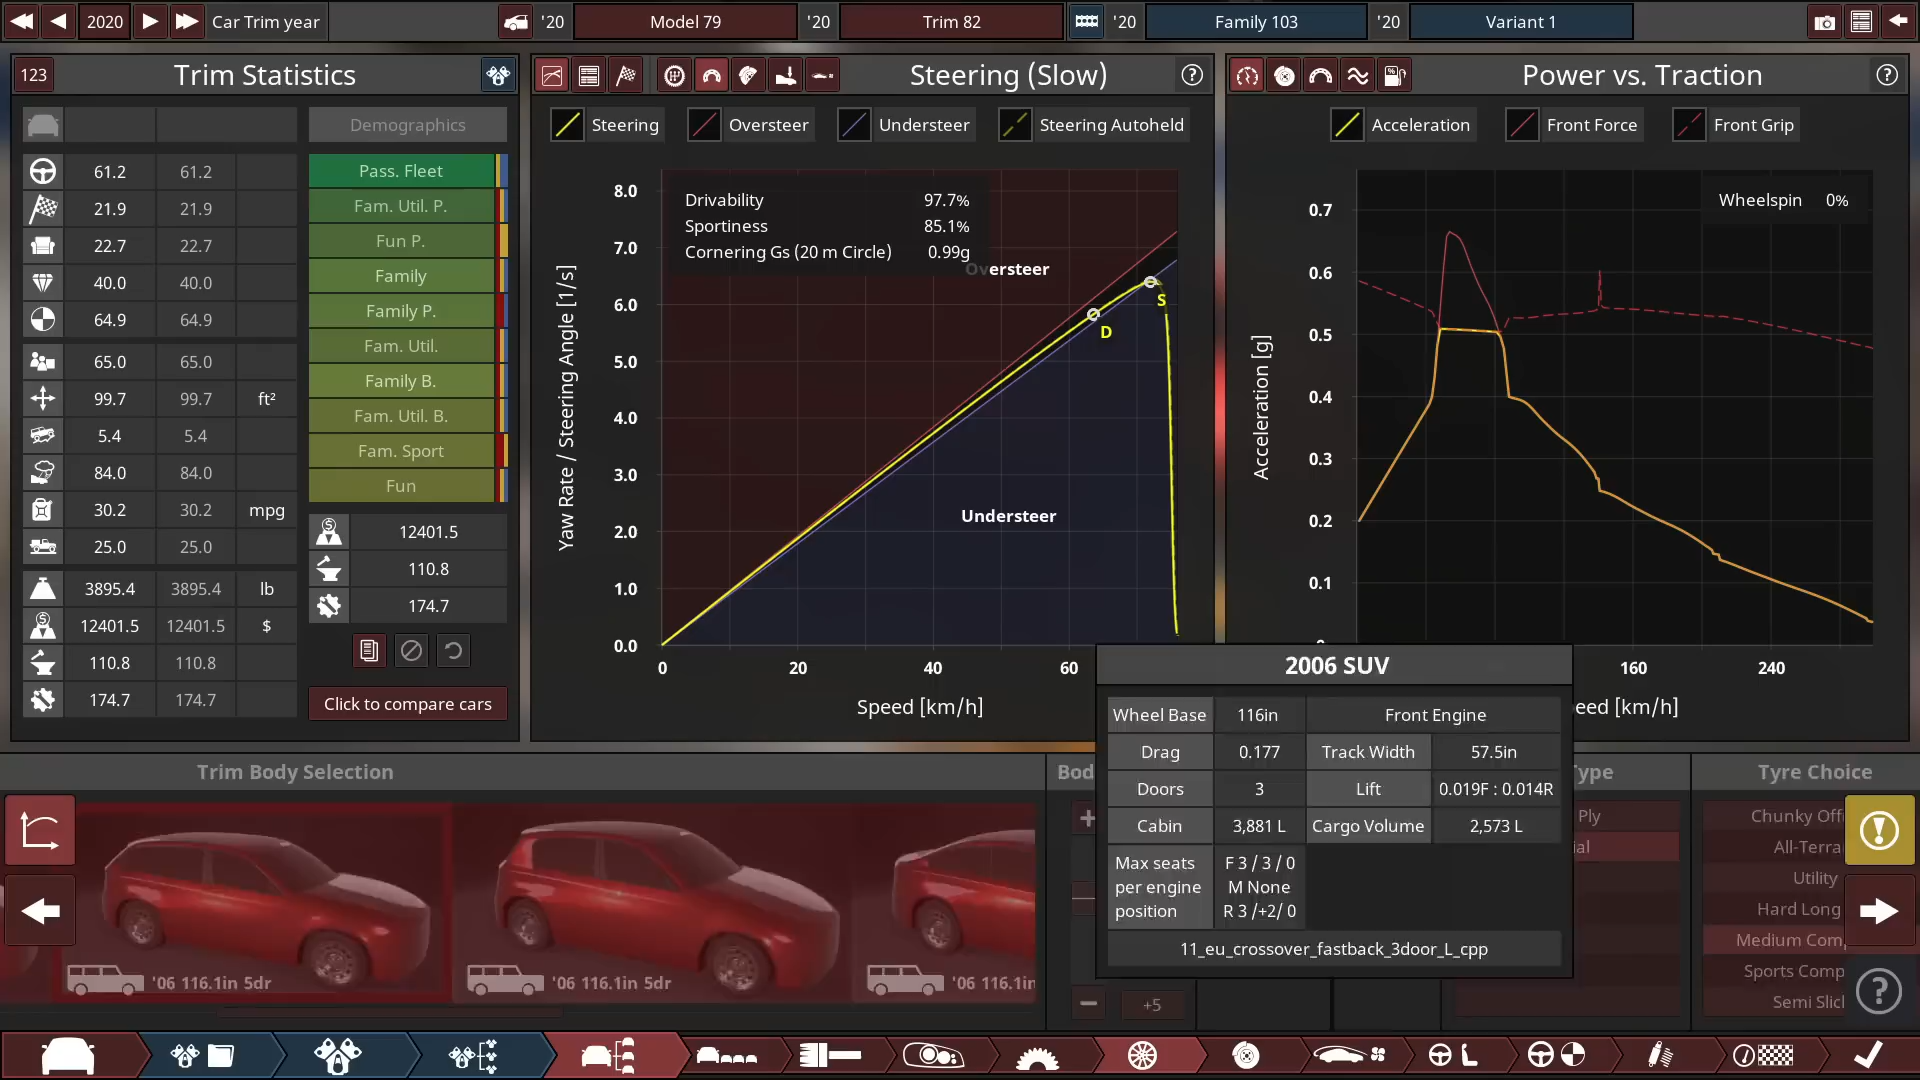 2020
Car Trim year
'20
Model 79
'20
Trim 82
'20
Family 103
'20
Variant 1
123
Trim Statistics
Demographics
61.2 61.2
21.9 21.9
22.7 22.7
40.0 40.0
64.9 64.9
65.0 65.0
99.7 99.7 ft²
5.4 5.4
84.0 84.0
30.2 30.2 mpg
25.0 25.0
3895.4 3895.4 lb
12401.5 12401.5 $
110.8 110.8
174.7 174.7
Pass. Fleet
Fam. Util. P.
Fun P.
Family
Family P.
Fam. Util.
Family B.
Fam. Util. B.
Fam. Sport
Fun
12401.5
110.8
174.7
Click to compare cars
Steering (Slow)
Steering
Oversteer
Understeer
Steering Autoheld
Drivability 97.7%
Sportiness 85.1%
Cornering Gs (20 m Circle) 0.99g
Oversteer
Understeer
D
S
Yaw Rate / Steering Angle [1/s]
8.0
7.0
6.0
5.0
4.0
3.0
2.0
1.0
0.0
0 20 40 60
Speed [km/h]
Power vs. Traction
Acceleration
Front Force
Front Grip
Wheelspin 0%
Acceleration [g]
0.7
0.6
0.5
0.4
0.3
0.2
0.1
160 240
eed [km/h]
2006 SUV
Wheel Base 116in Front Engine
Drag 0.177 Track Width 57.5in
Doors 3 Lift 0.019F : 0.014R
Cabin 3,881 L Cargo Volume 2,573 L
Max seats per engine position
F 3 / 3 / 0
M None
R 3 /+2/ 0
11_eu_crossover_fastback_3door_L_cpp
Trim Body Selection
'06 116.1in 5dr
'06 116.1in 5dr
'06 116.1in
Bod
+5
Type
Ply
ial
Tyre Choice
Chunky Off
All-Terra
Utility
Hard Long
Medium Com
Sports Comp
Semi Slick